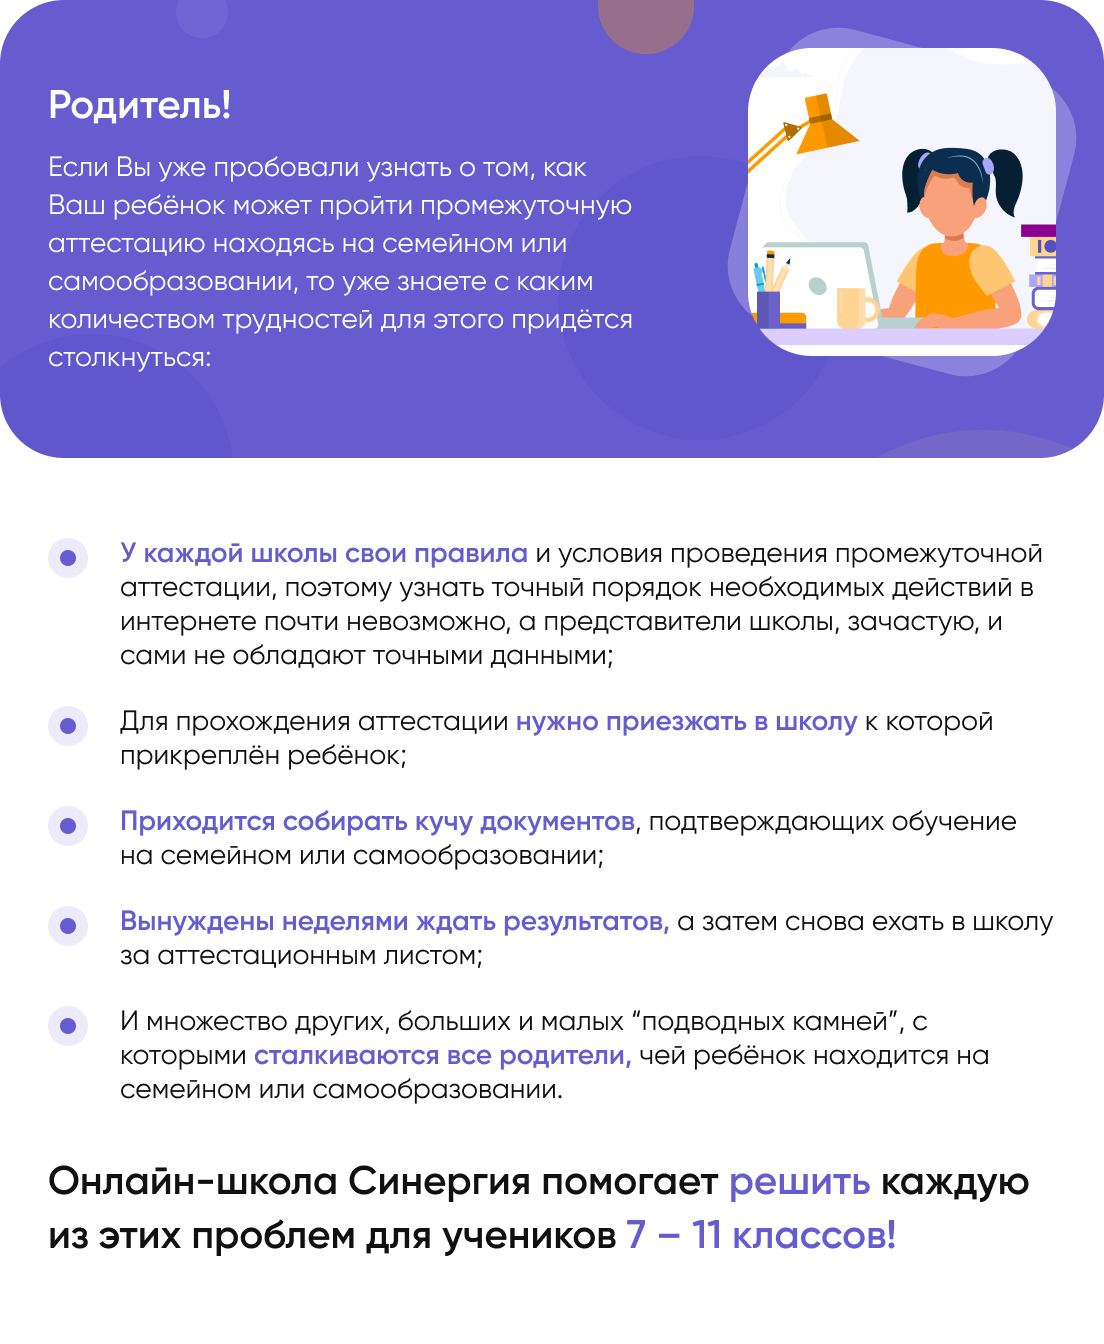 Родитель!
Если Вы уже пробовали узнать о том, как
Ваш ребёнок может пройти промежуточную
аттестацию находясь на семейном или
самообразовании, то уже знаете с каким
количеством трудностей для этого придётся
столкнуться:
У каждой школы свои правила и условия проведения промежуточной
аттестации, поэтому узнать точный порядок необходимых действий в
интернете почти невозможно, а представители школы, зачастую, и
сами не обладают точными данными;
Для прохождения аттестации нужно приезжать в школу к которой
прикреплён ребёнок;
Приходится собирать кучу документов, подтверждающих обучение
на семейном или самообразовании;
Вынуждены неделями ждать результатов, а затем снова ехать в школу
за аттестационным листом;
И множество других, больших и малых “подводных камней”, с
которыми сталкиваются все родители, чей ребёнок находится на
семейном или самообразовании.
Онлайн-школа Синергия помогает решить каждую
из этих проблем для учеников 7 – 11 классов!